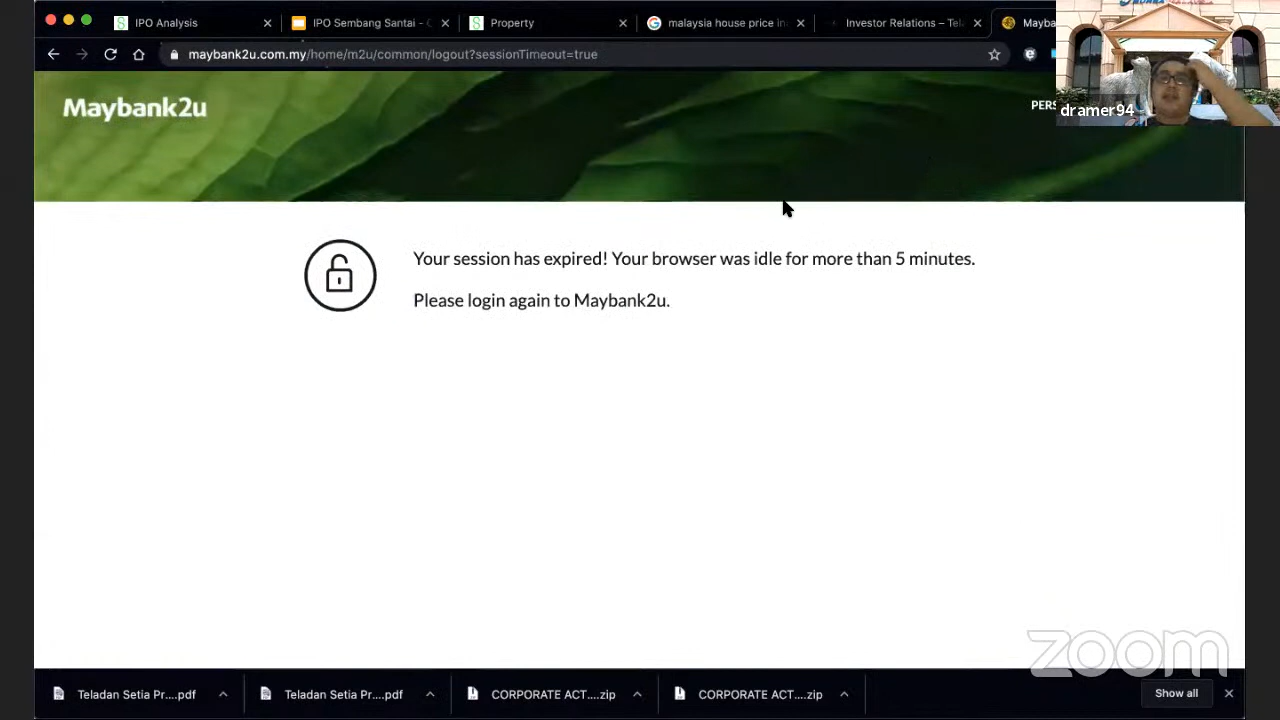 IPO Analysis
IPO Sembang Santai -
Property
malaysia house price in
Investor Relations – Tel
Mayba
maybank2u.com.my/home/m2u/common/logout?sessionTimeout=true
Maybank2u
PERS
dramer94
Your session has expired! Your browser was idle for more than 5 minutes.
Please login again to Maybank2u.
zoom
Teladan Setia Pr....pdf
Teladan Setia Pr....pdf
CORPORATE ACT....zip
CORPORATE ACT....zip
Show all